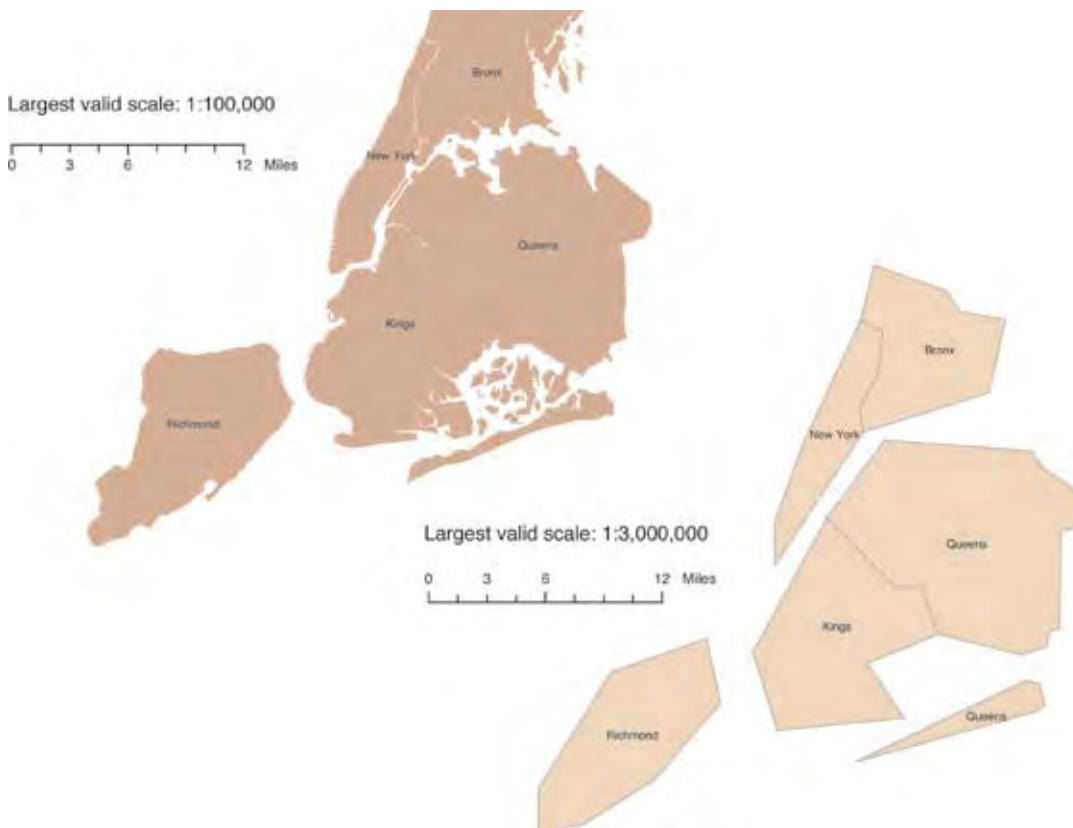 Bronx
Largest valid scale: 1:100,000
New York
0 3 6 12 Miles
Queens
Kings
Bronx
Richmond
New York
Largest valid scale: 1:3,000,000
Queens
0 3 6 12 Miles
Kings
Queens
Richmond